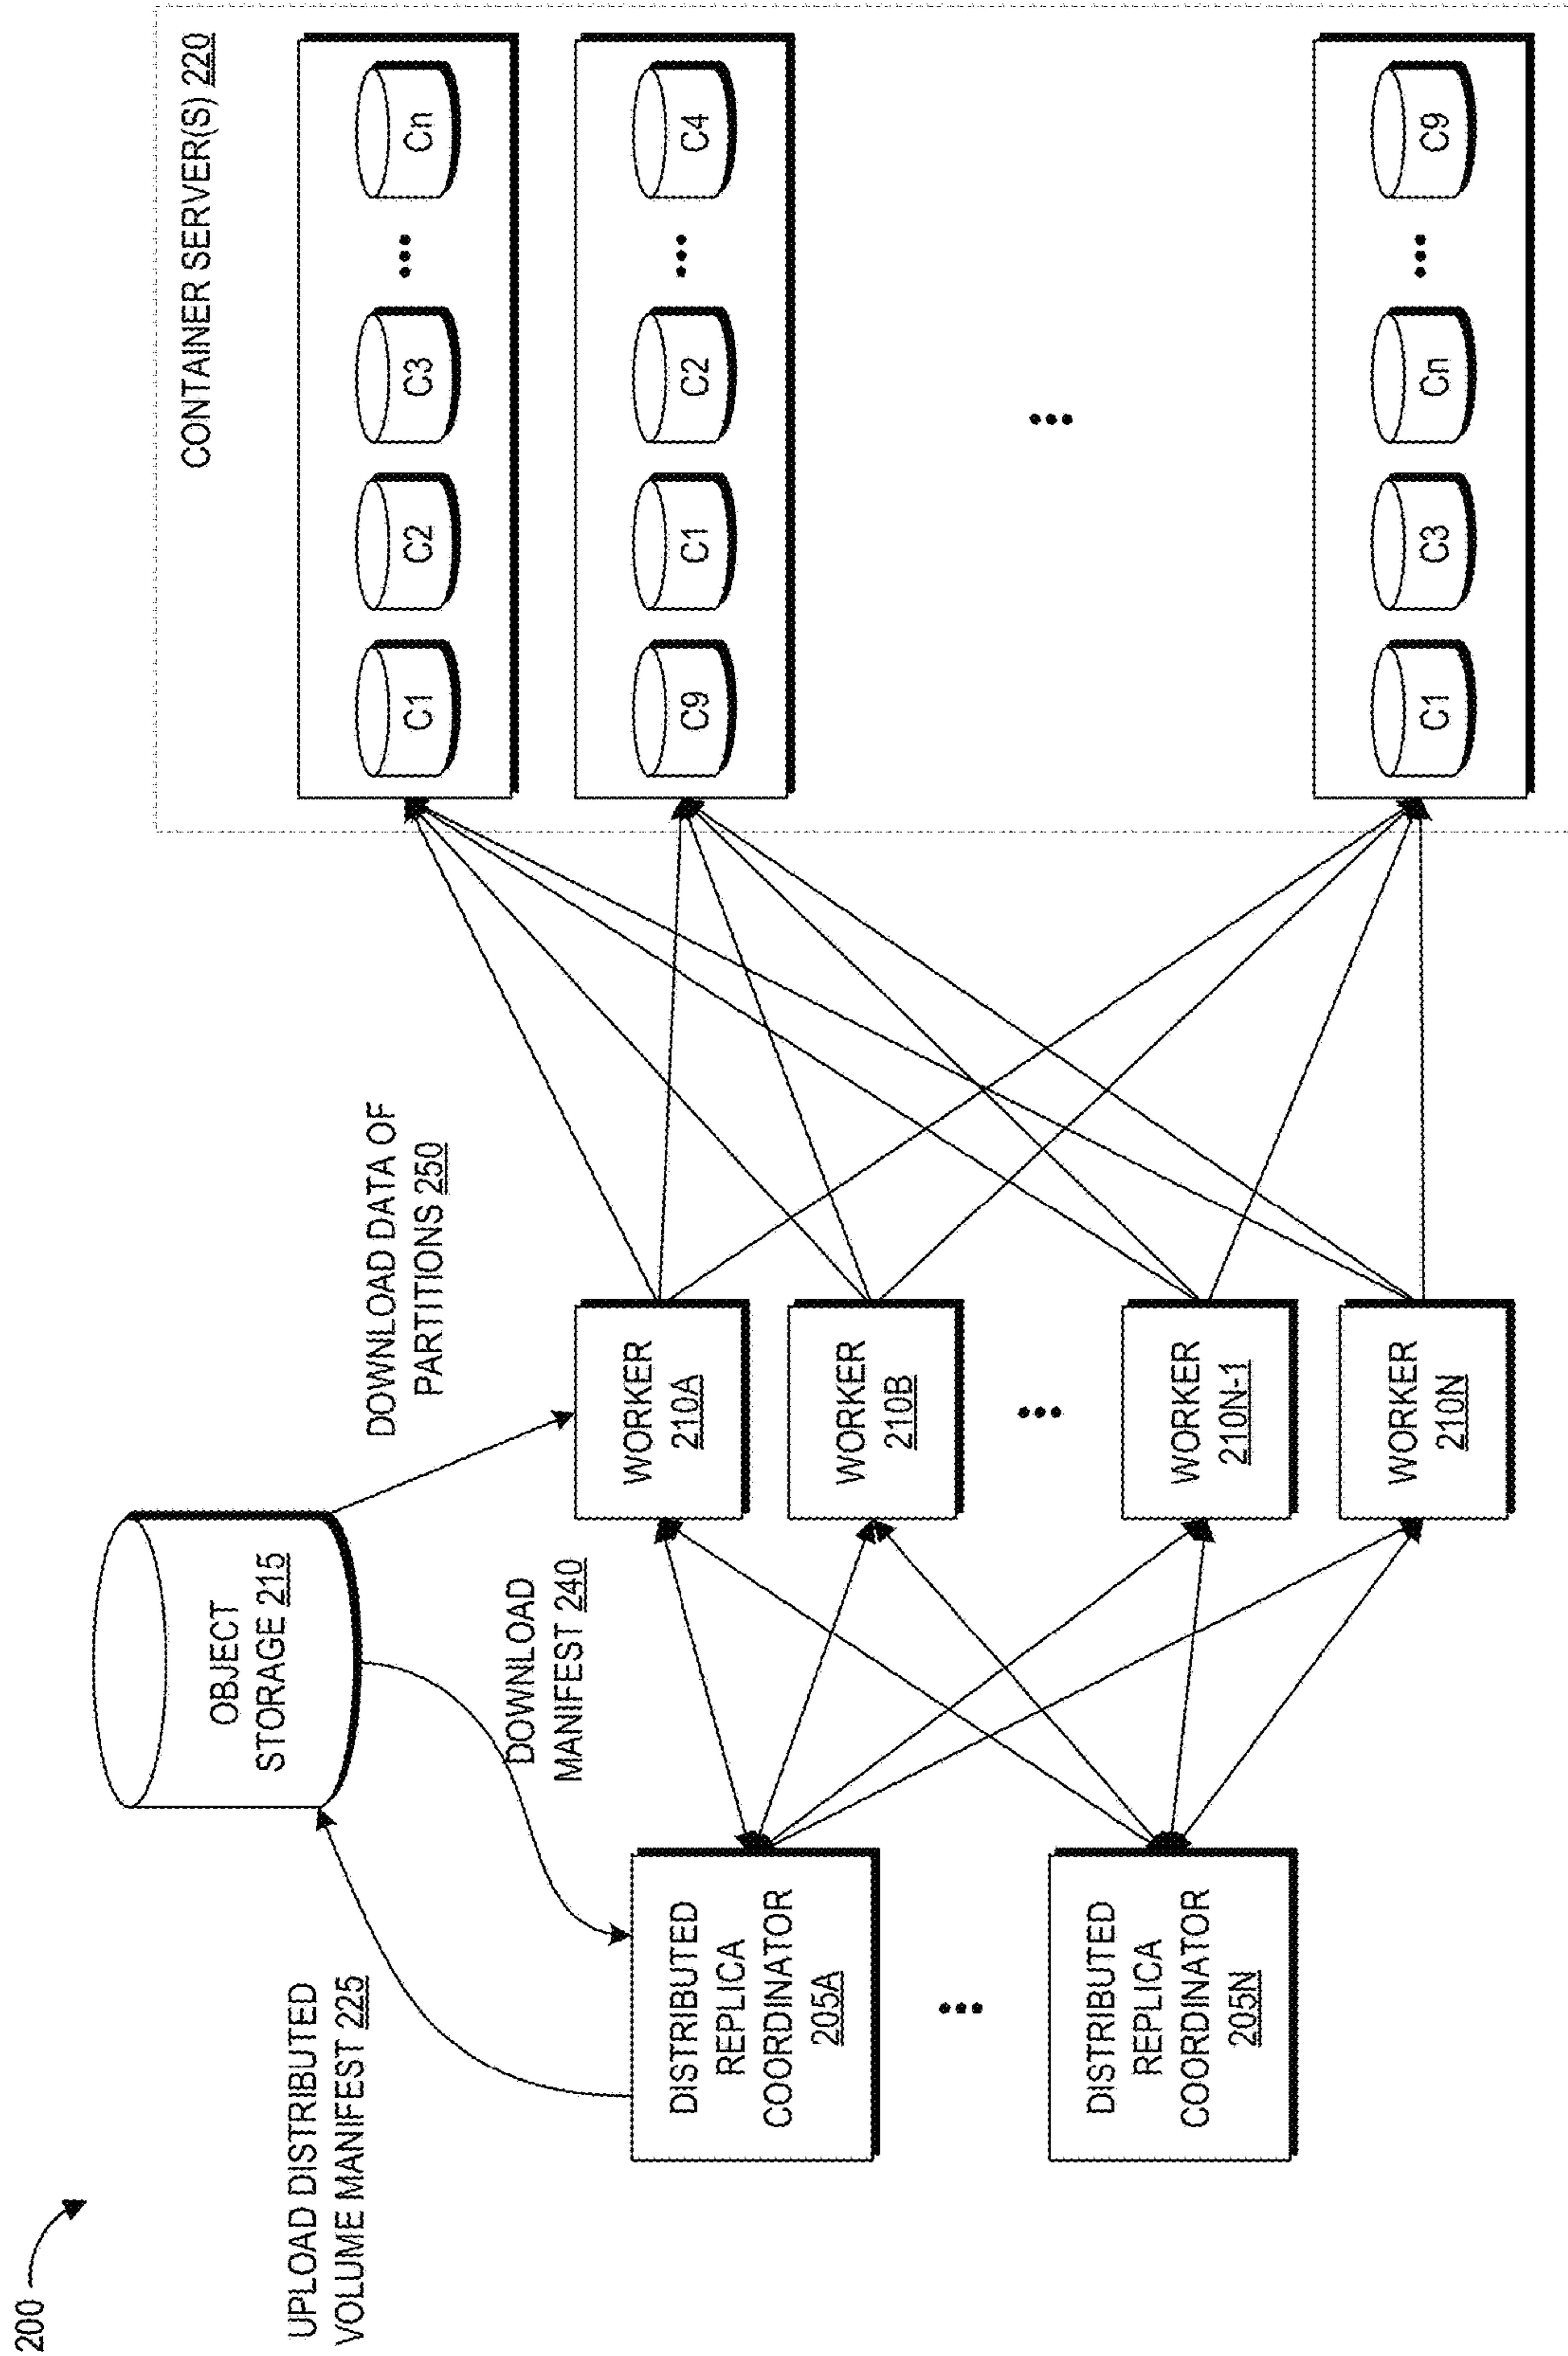 200
UPLOAD DISTRIBUTED
VOLUME MANIFEST 225
OBJECT
STORAGE 215
DOWNLOAD
MANIFEST 240
DOWNLOAD DATA OF
PARTITIONS 250
DISTRIBUTED
REPLICA
COORDINATOR
205A
•••
DISTRIBUTED
REPLICA
COORDINATOR
205N
WORKER
210A
WORKER
210B
•••
WORKER
210N-1
WORKER
210N
CONTAINER SERVER(S) 220
C1 C2 C3 ••• Cn
C9 C1 C2 ••• C4
•••
C1 C3 Cn ••• C9